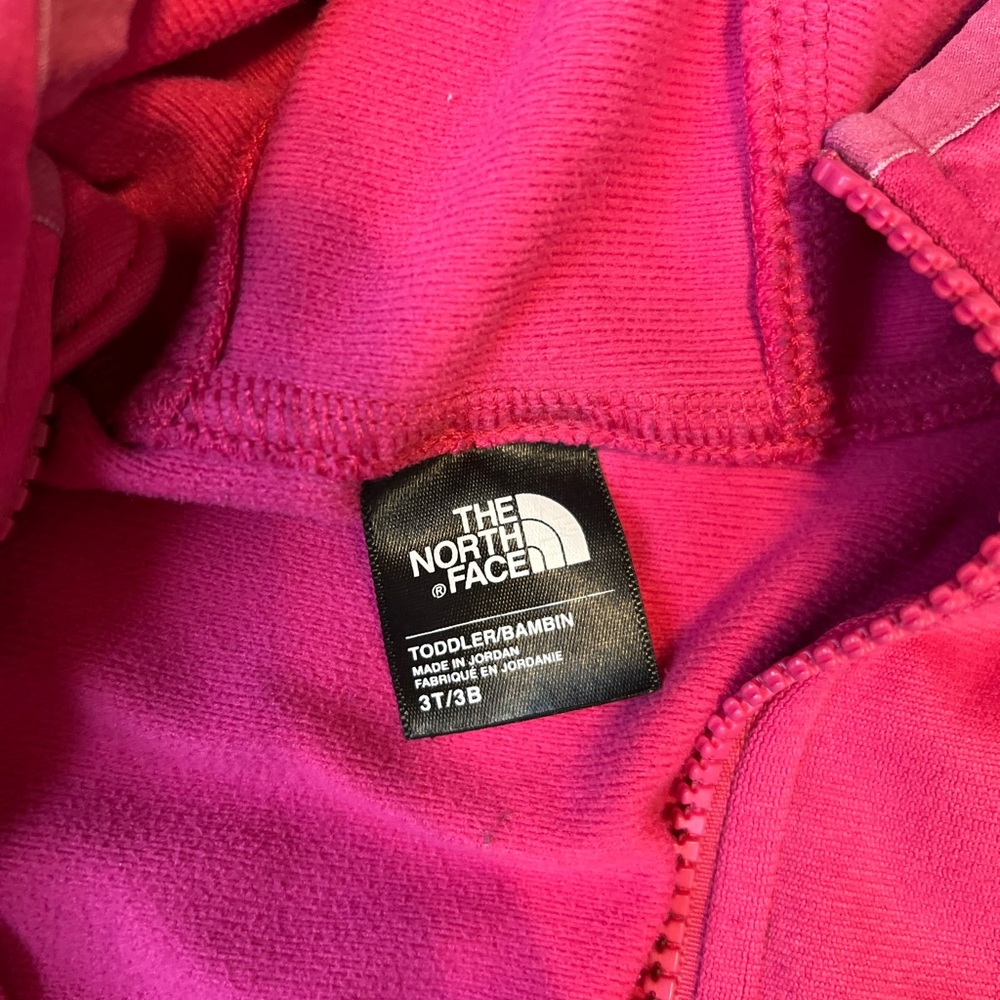 THE
NORTH
® FACE
TODDLER/BAMBIN
MADE IN JORDAN
FABRIQUÉ EN JORDANIE
3T/3B